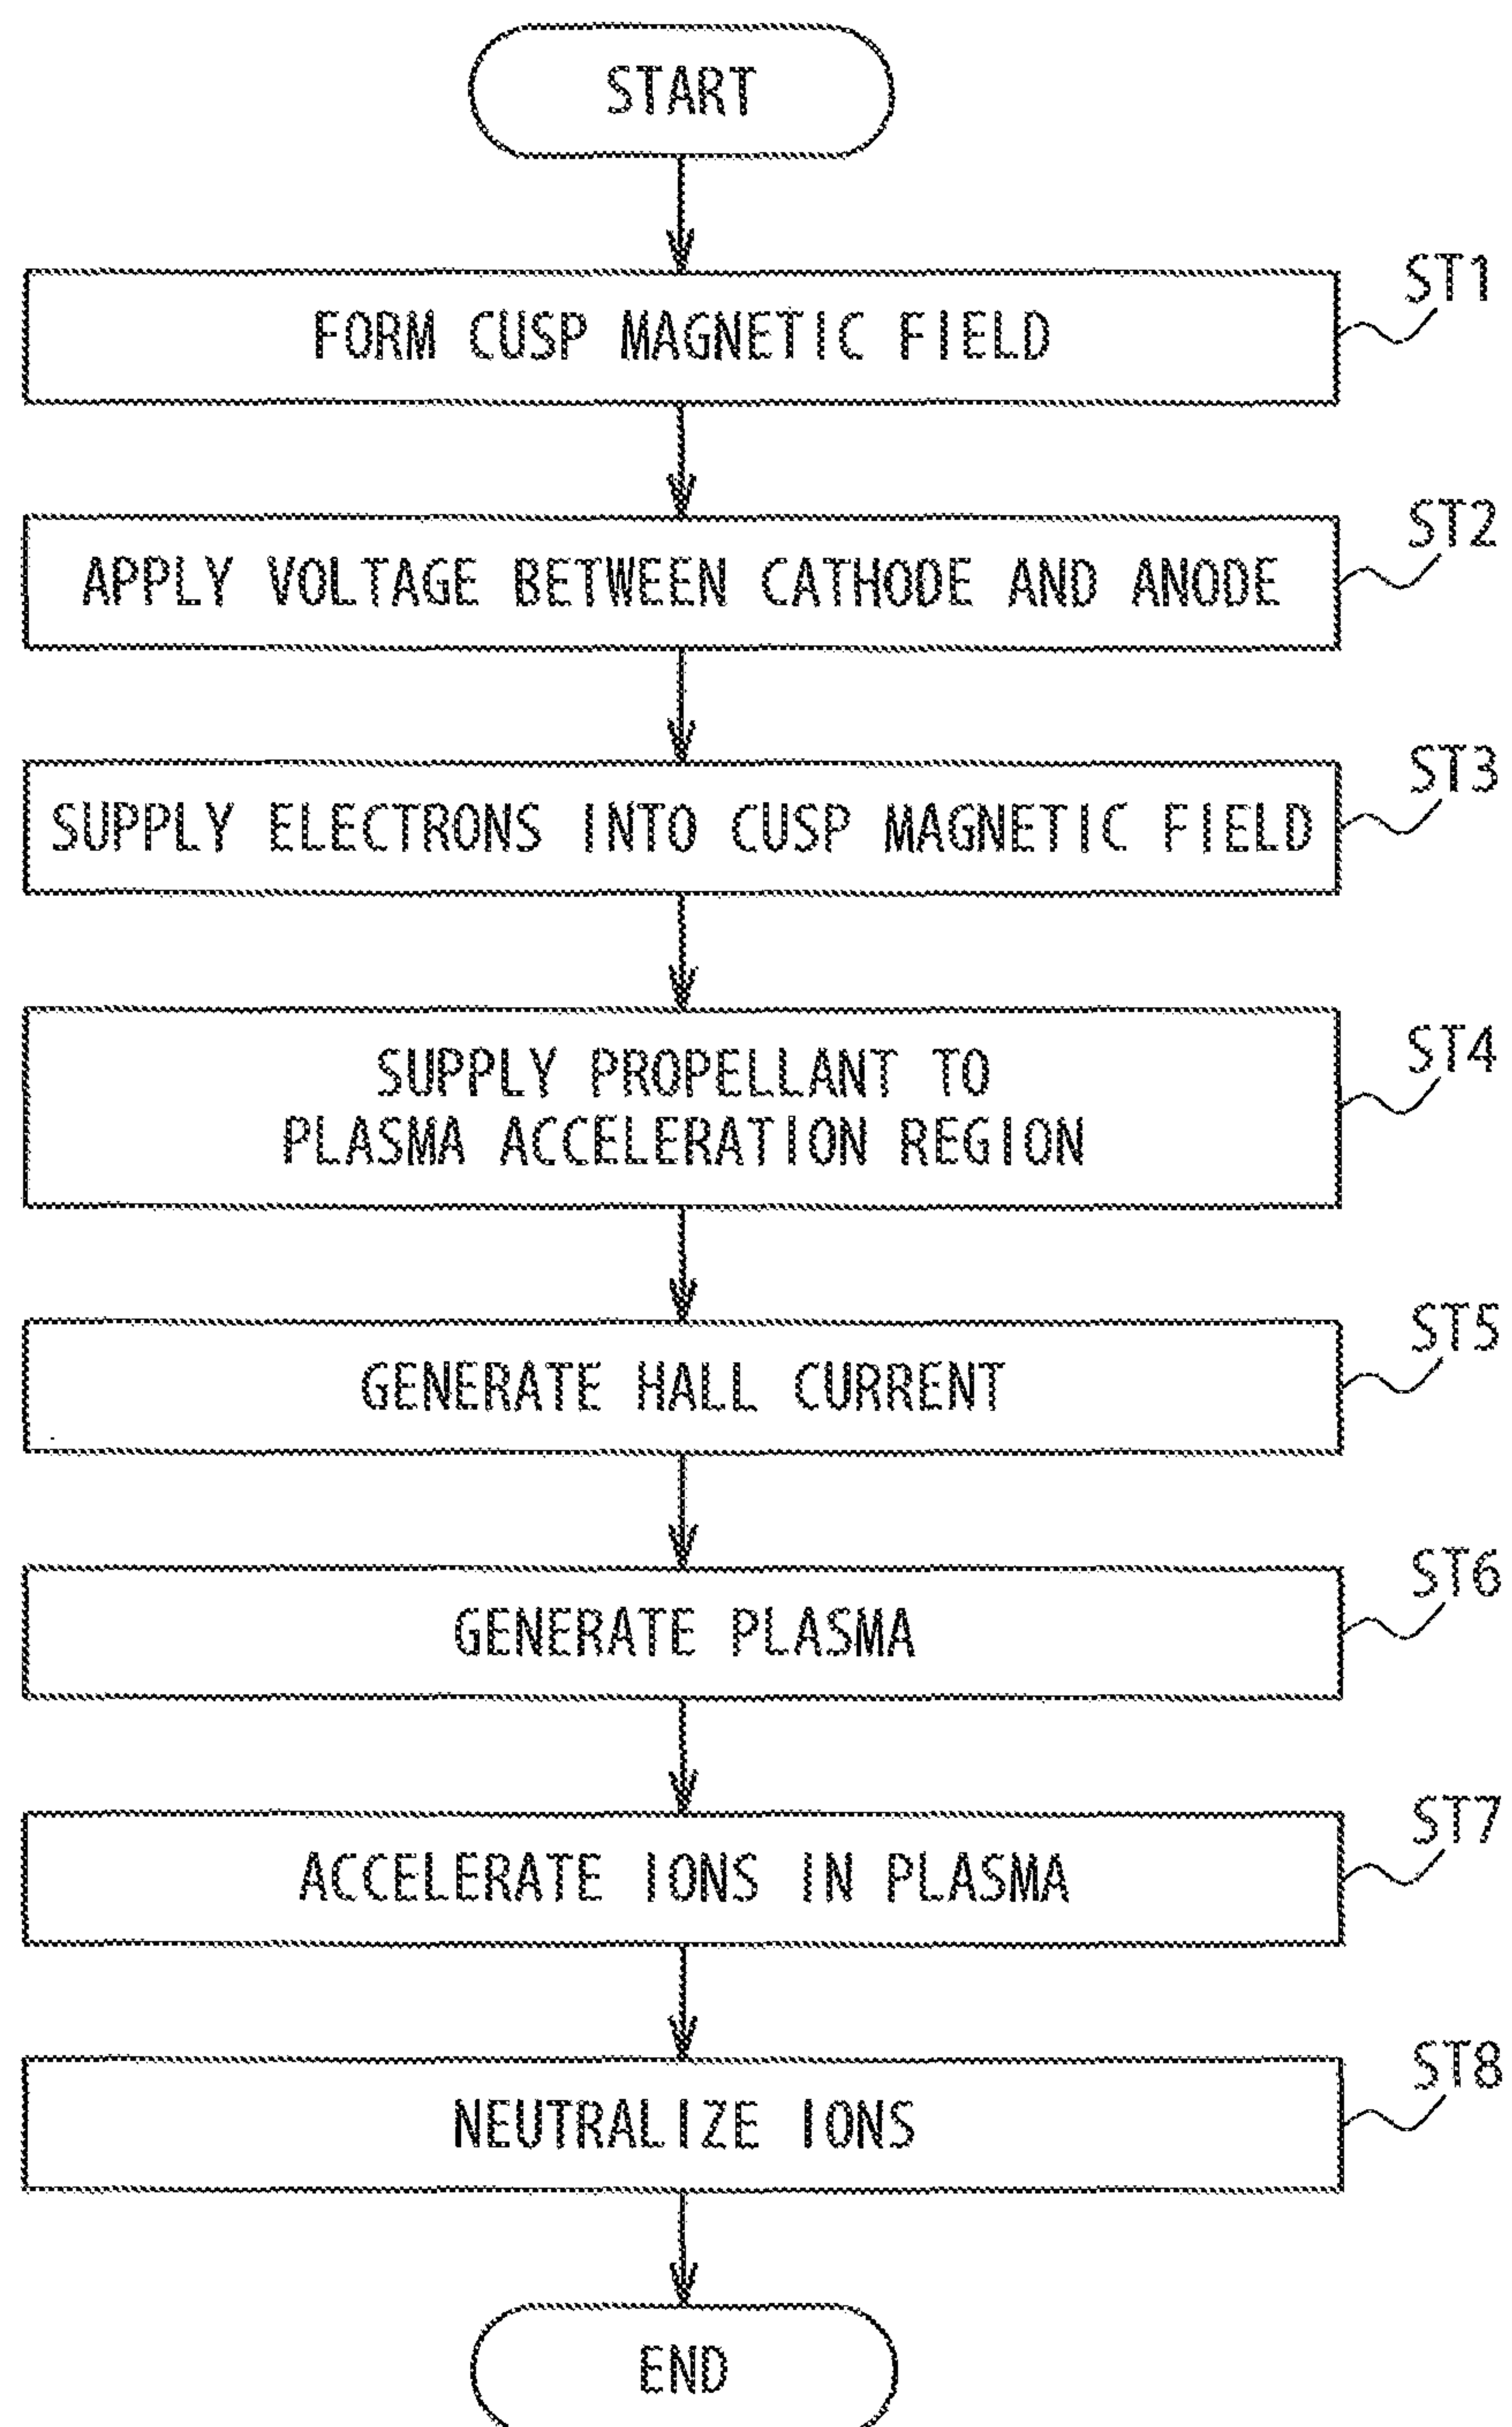 START
ST1
FORM CUSP MAGNETIC FIELD
ST2
APPLY VOLTAGE BETWEEN CATHODE AND ANODE
ST3
SUPPLY ELECTRONS INTO CUSP MAGNETIC FIELD
ST4
SUPPLY PROPELLANT TO
PLASMA ACCELERATION REGION
ST5
GENERATE HALL CURRENT
ST6
GENERATE PLASMA
ST7
ACCELERATE IONS IN PLASMA
ST8
NEUTRALIZE IONS
END